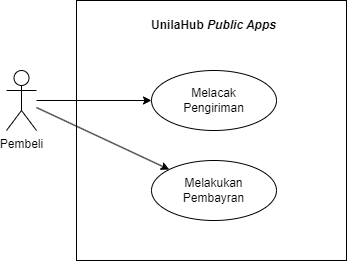 UnilaHub Public Apps
Melacak
Pengiriman
Pembeli
Melakukan
Pembayran